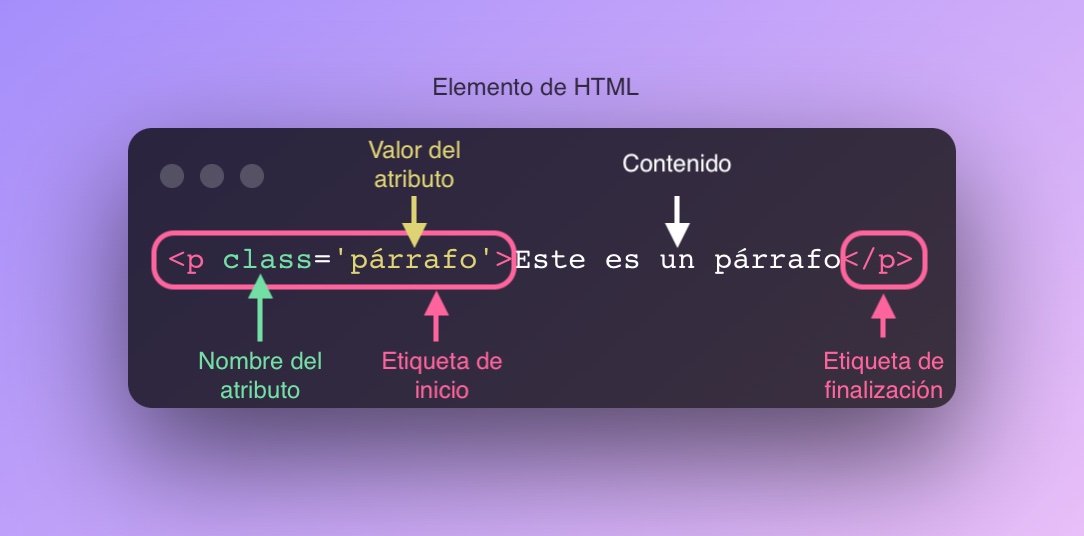 Elemento de HTML
Valor del
atributo
Contenido
<p class='párrafo'>Este es un párrafo</p>
Nombre del
atributo
Etiqueta de
inicio
Etiqueta de
finalización